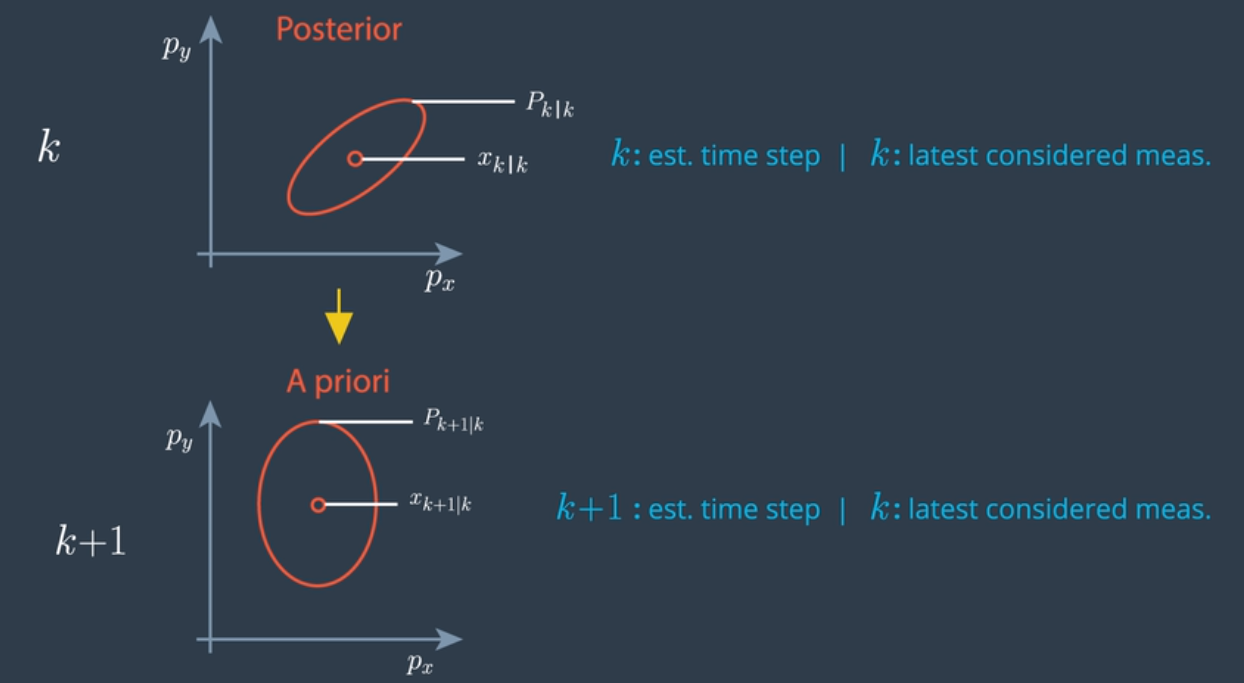 Posterior
p_y
P_{k|k}
k
x_{k|k}
k: est. time step | k: latest considered meas.
p_x
A priori
P_{k+1|k}
p_y
x_{k+1|k}
k+1 : est. time step | k: latest considered meas.
k+1
p_x